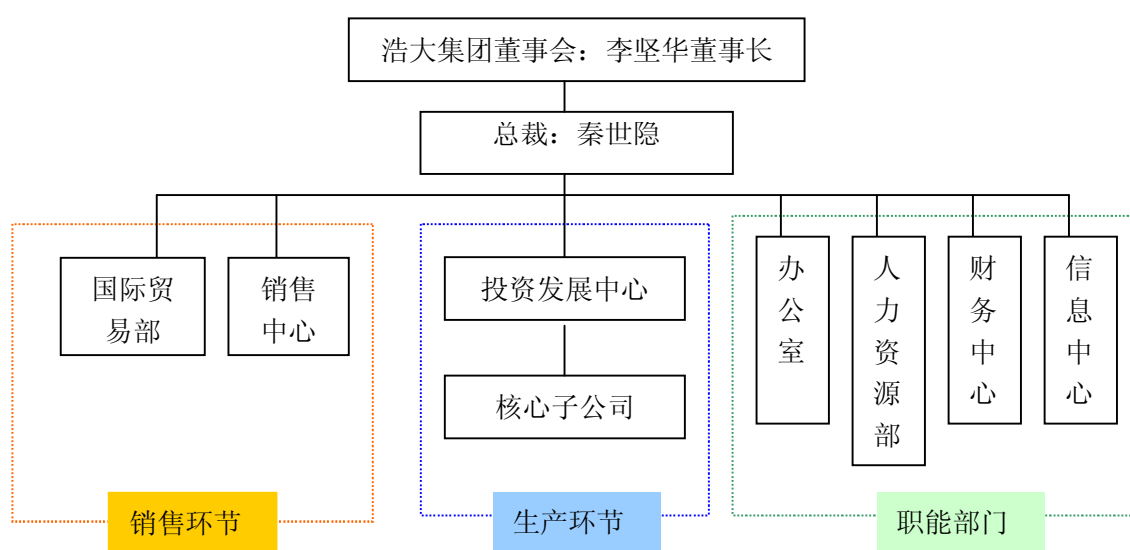 浩大集团董事会：李坚华董事长
总裁：秦世隐
国际贸
易部
销售
中心
投资发展中心
核心子公司
办公室
人力资源部
财务中心
信息中心
销售环节
生产环节
职能部门